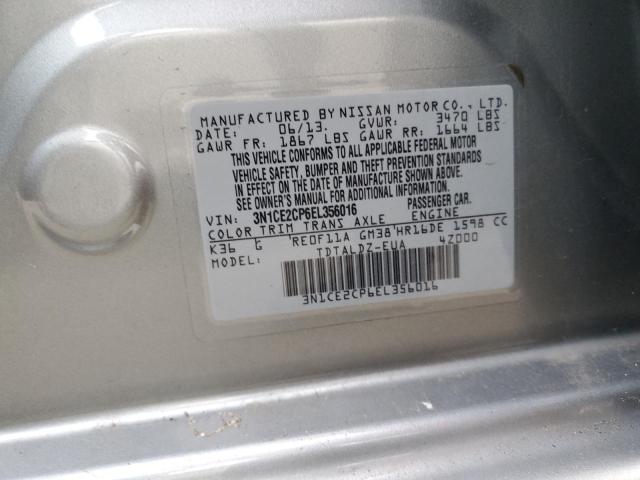 MANUFACTURED BY NISSAN MOTOR CO., LTD.
DATE: 06/13. GVWR: 3470 LBS
GAWR FR: 1867 LBS GAWR RR: 1664 LBS
THIS VEHICLE CONFORMS TO ALL APPLICABLE FEDERAL MOTOR
VEHICLE SAFETY, BUMPER AND THEFT PREVENTION STANDARDS
IN EFFECT ON THE DATE OF MANUFACTURE SHOWN ABOVE.
SEE OWNER'S MANUAL FOR ADDITIONAL INFORMATION.
VIN: 3N1CE2CP6EL356016 PASSENGER CAR.
COLOR TRIM TRANS AXLE ENGINE
K36 G RE0F11A GM38 HR16DE 1598 CC
MODEL: TDTALDZ-EUA 4Z000
3N1CE2CP6EL356016